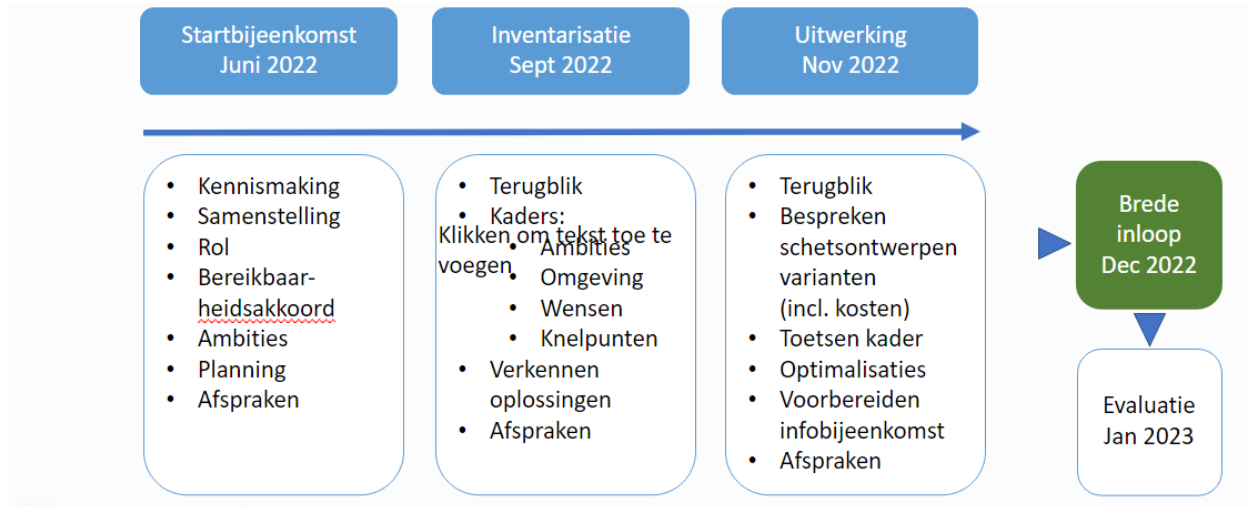 Startbijeenkomst
Juni 2022
Inventarisatie
Sept 2022
Uitwerking
Nov 2022
• Kennismaking
• Samenstelling
• Rol
• Bereikbaar-
heidsakkoord
• Ambities
• Planning
• Afspraken
• Terugblik
• Kaders:
Klikken om tekst toe te
voegen
• Ambities
• Omgeving
• Wensen
• Knelpunten
• Verkennen
oplossingen
• Afspraken
• Terugblik
• Bespreken
schetsontwerpen
varianten
(incl. kosten)
• Toetsen kader
• Optimalisaties
• Voorbereiden
infobijeenkomst
• Afspraken
Brede
inloop
Dec 2022
Evaluatie
Jan 2023